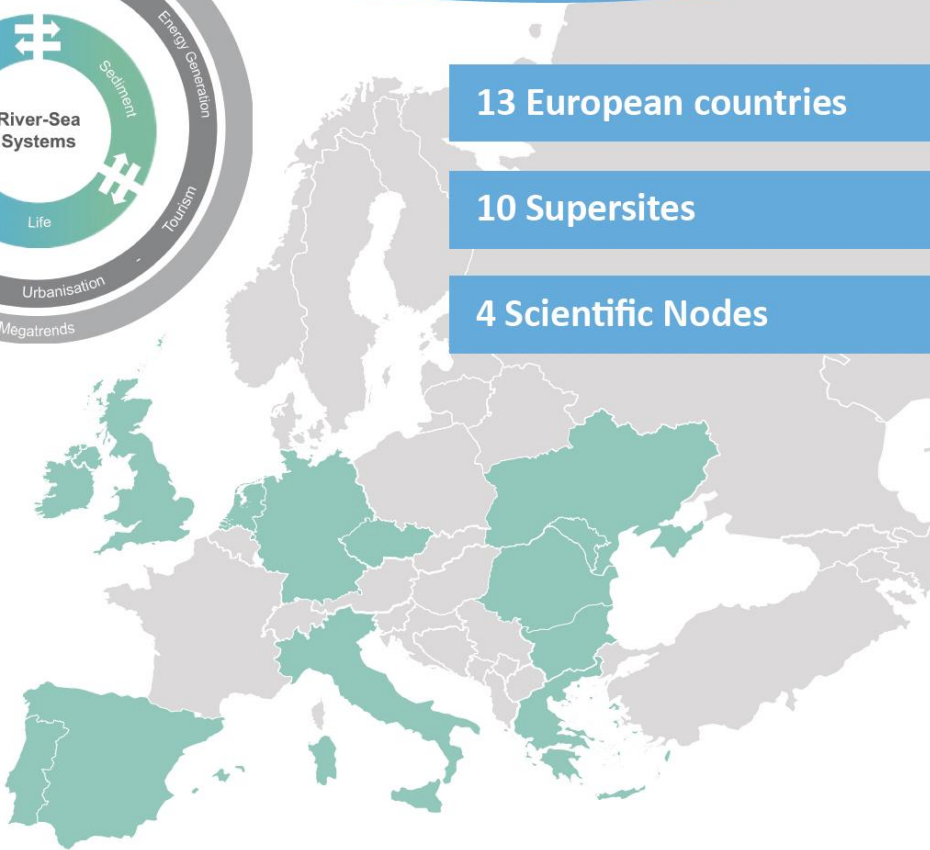 Energy Generation
Sediment
River-Sea
Systems
Tourism
Life
-
Urbanisation
Megatrends
13 European countries
10 Supersites
4 Scientific Nodes